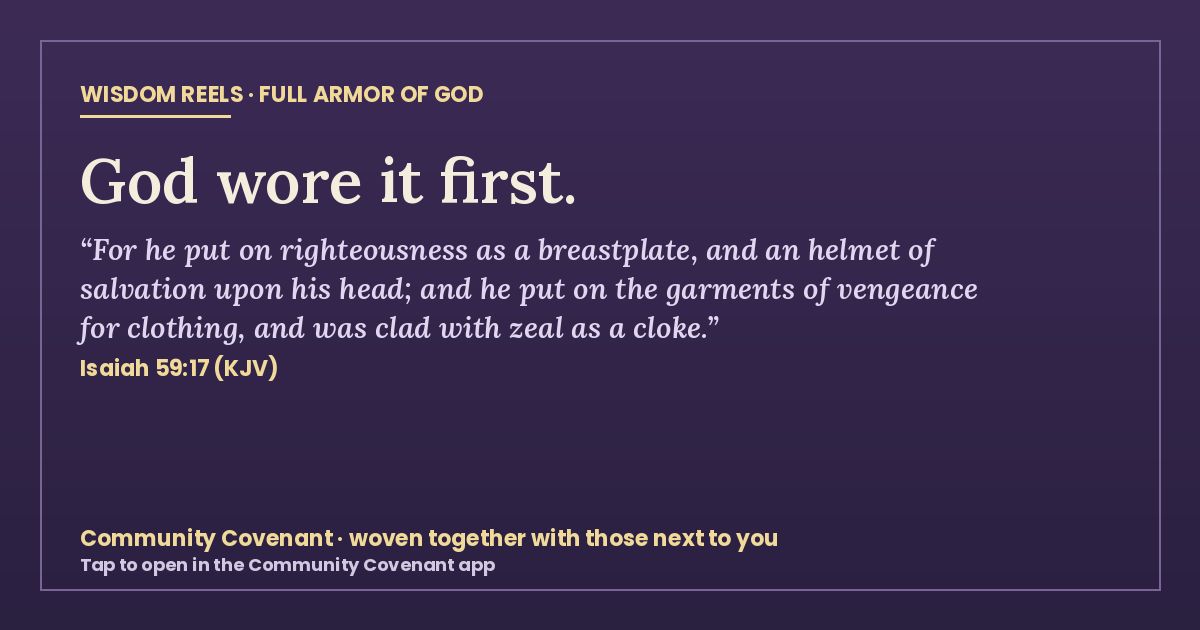 WISDOM REELS · FULL ARMOR OF GOD
God wore it first.
“For he put on righteousness as a breastplate, and an helmet of
salvation upon his head; and he put on the garments of vengeance
for clothing, and was clad with zeal as a cloke.”
Isaiah 59:17 (KJV)
Community Covenant · woven together with those next to you
Tap to open in the Community Covenant app